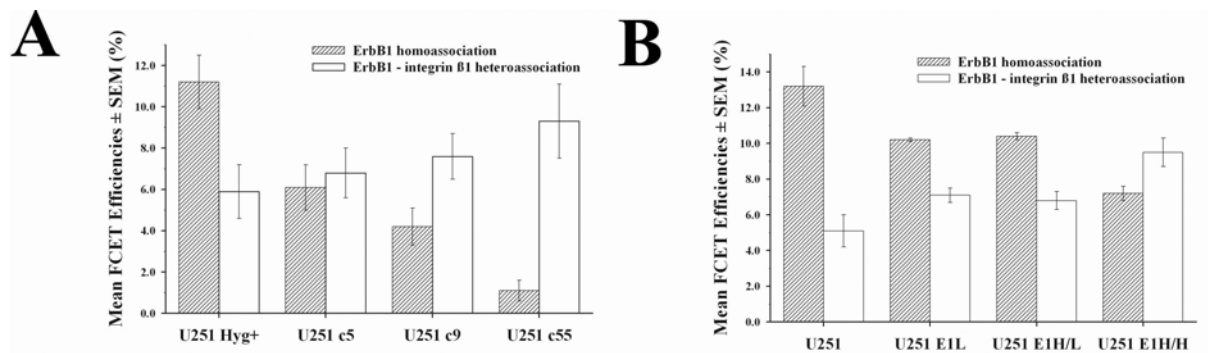 A
Mean FCET Efficiencies ± SEM (%)
12.0
10.0
8.0
6.0
4.0
2.0
0.0
ErbB1 homoassociation
ErbB1 - integrin ß1 heteroassociation
U251 Hyg+ U251 c5 U251 c9 U251 c55
B
Mean FCET Efficiencies ± SEM (%)
14.0
12.0
10.0
8.0
6.0
4.0
2.0
0.0
ErbB1 homoassociation
ErbB1 - integrin ß1 heteroassociation
U251 U251 E1L U251 E1H/L U251 E1H/H